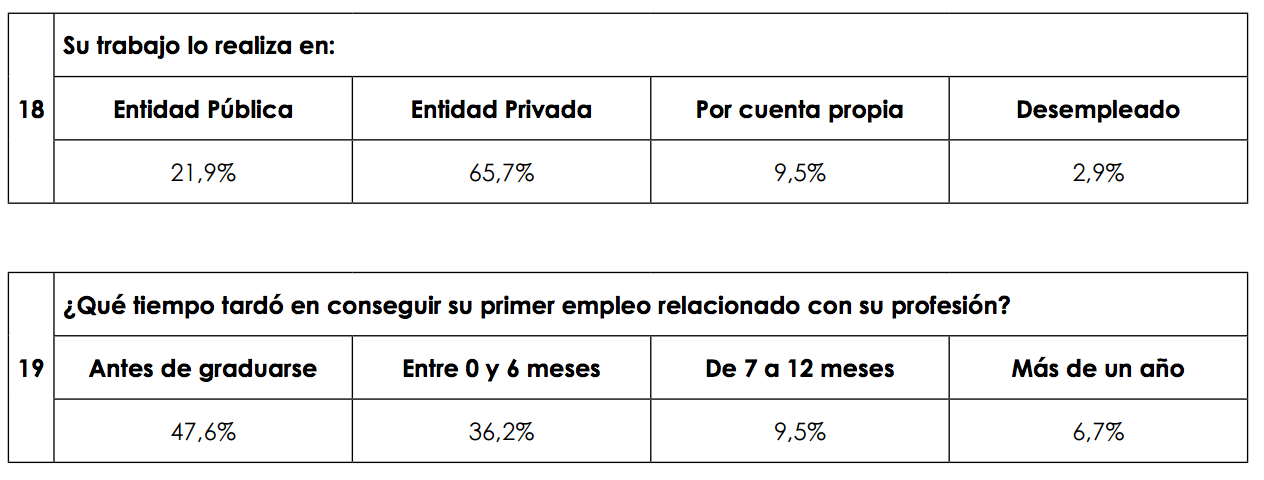 Su trabajo lo realiza en:
18
Entidad Pública Entidad Privada Por cuenta propia Desempleado
21,9% 65,7% 9,5% 2,9%
¿Qué tiempo tardó en conseguir su primer empleo relacionado con su profesión?
19
Antes de graduarse Entre 0 y 6 meses De 7 a 12 meses Más de un año
47,6% 36,2% 9,5% 6,7%